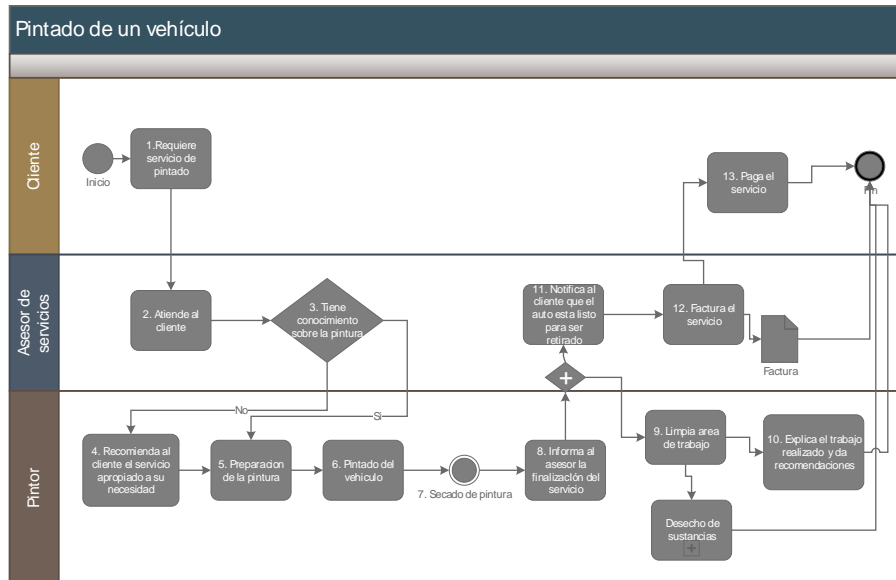 Pintado de un vehículo
Cliente
Inicio
1.Requiere
servicio de
pintado
13. Paga el
servicio
Fin
Asesor de
servicios
2. Atiende al
cliente
3. Tiene
conocimiento
sobre la pintura
11. Notifica al
cliente que el
auto esta listo
para ser
retirado
12. Factura el
servicio
Factura
Pintor
No
Si
4. Recomienda al
cliente el servicio
apropiado a su
necesidad
5. Preparacion
de la pintura
6. Pintado del
vehiculo
7. Secado de pintura
8. Informa al
asesor la
finalización del
servicio
9. Limpia area
de trabajo
10. Explica el trabajo
realizado y da
recomendaciones
Desecho de
sustancias